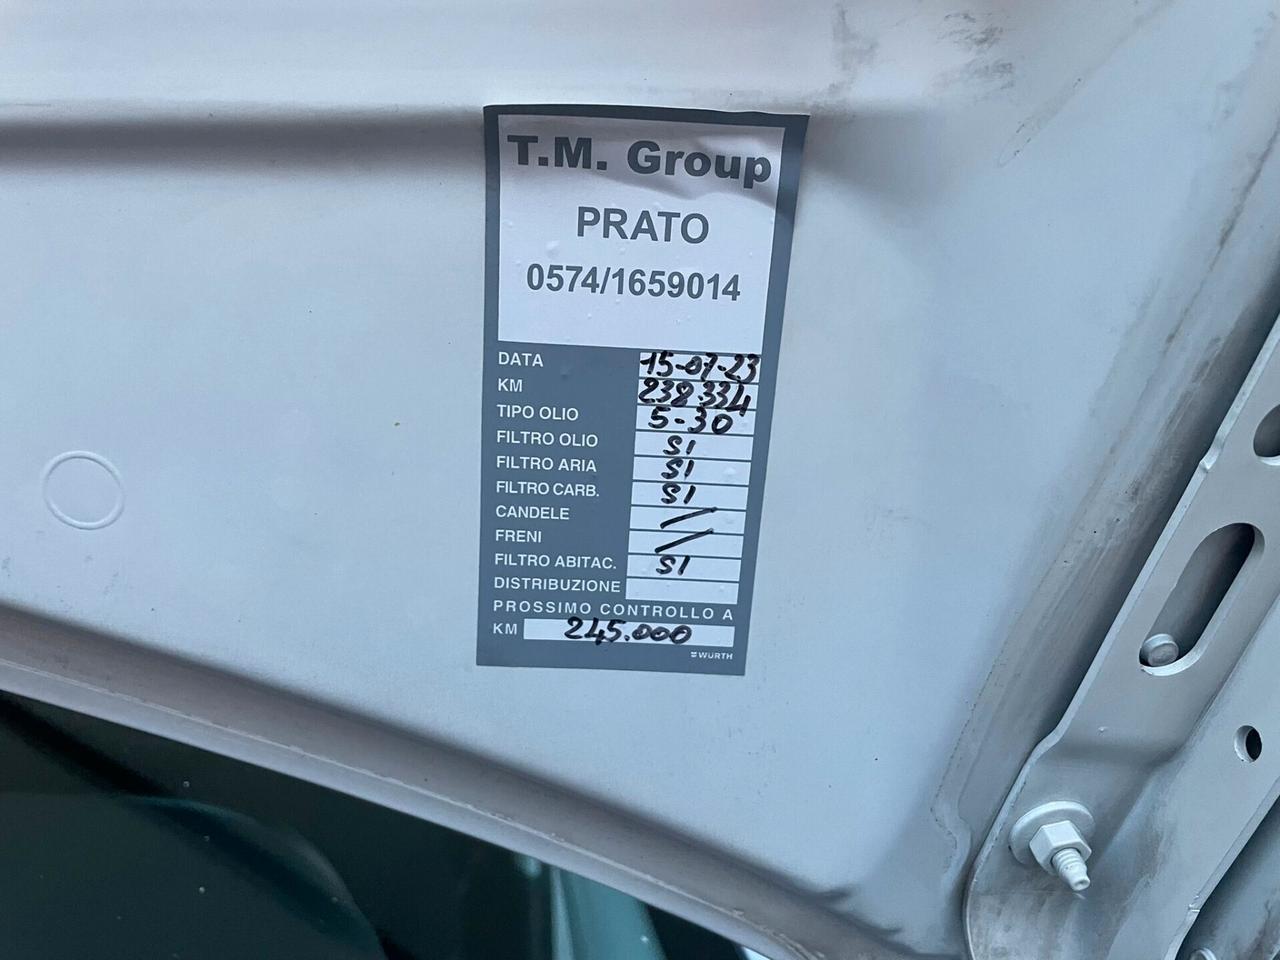 T.M. Group
PRATO
0574/1659014
DATA 15-07-23
KM 238.334
TIPO OLIO 5-30
FILTRO OLIO SI
FILTRO ARIA SI
FILTRO CARB. SI
CANDELE /
FRENI /
FILTRO ABITAC. SI
DISTRIBUZIONE
PROSSIMO CONTROLLO A
KM 245.000
WÜRTH